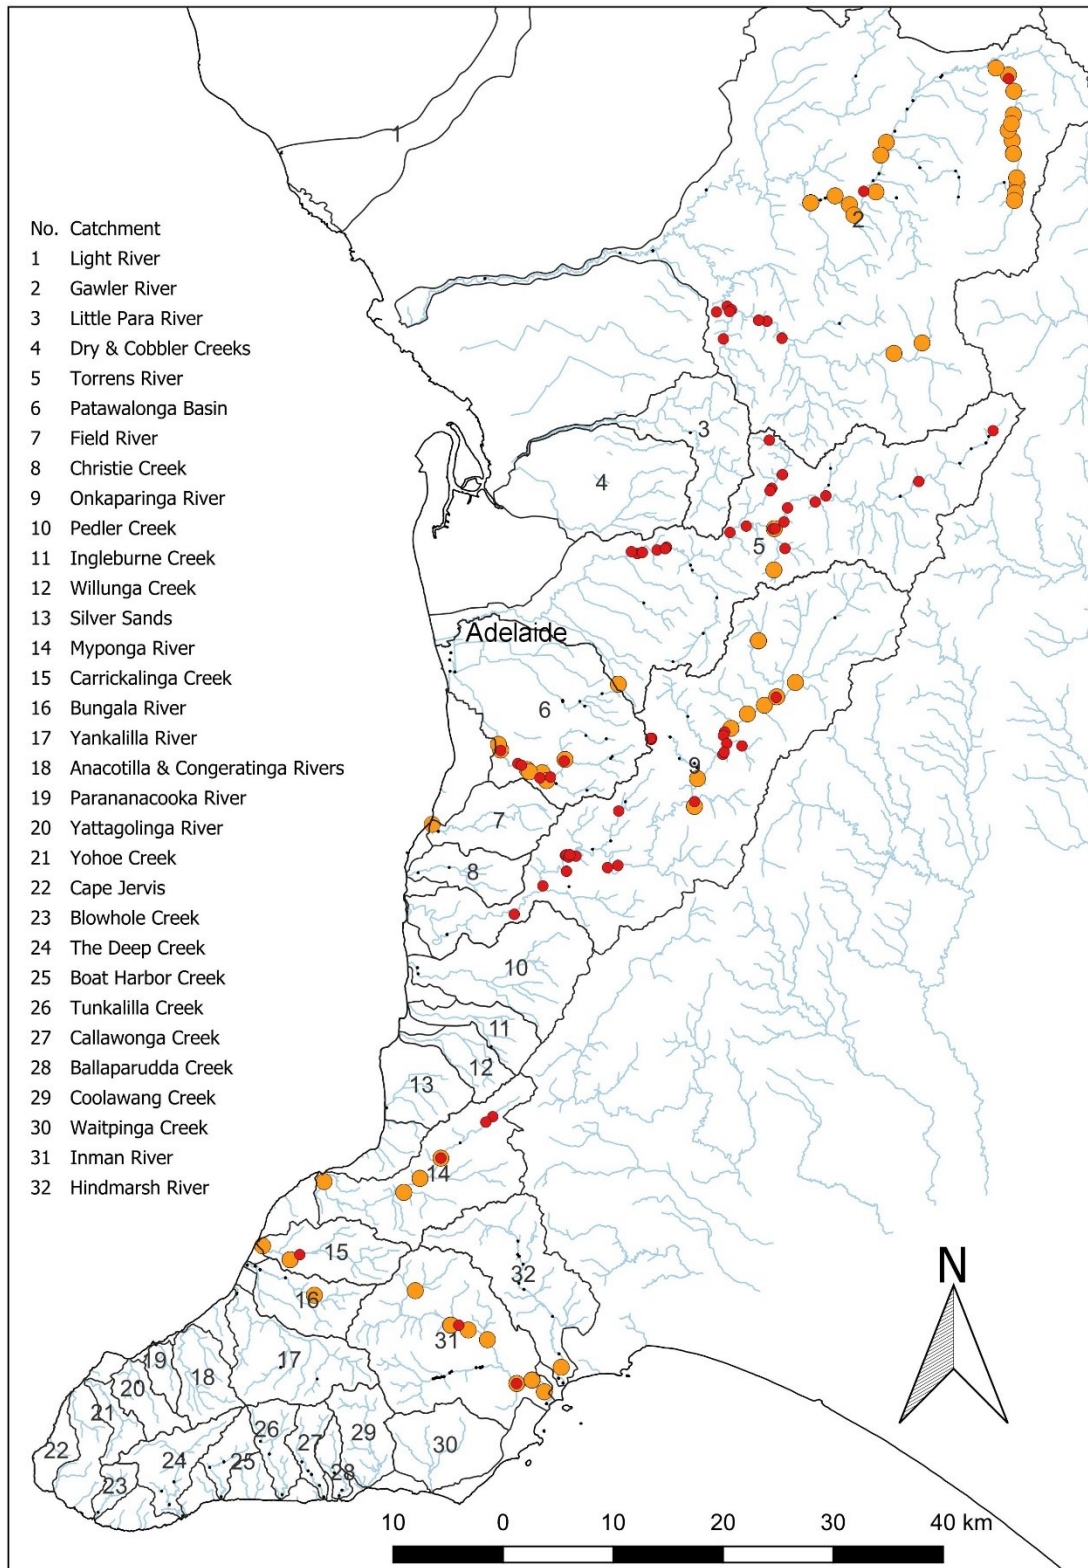 1
No. Catchment
1 Light River
2 Gawler River
3 Little Para River
4 Dry & Cobbler Creeks
5 Torrens River
6 Patawalonga Basin
7 Field River
8 Christie Creek
9 Onkaparinga River
10 Pedler Creek
11 Ingleburne Creek
12 Willunga Creek
13 Silver Sands
14 Myponga River
15 Carrickalinga Creek
16 Bungala River
17 Yankalilla River
18 Anacotilla & Congeratinga Rivers
19 Parananacooka River
20 Yattagolinga River
21 Yohoe Creek
22 Cape Jervis
23 Blowhole Creek
24 The Deep Creek
25 Boat Harbor Creek
26 Tunkalilla Creek
27 Callawonga Creek
28 Ballaparudda Creek
29 Coolawang Creek
30 Waitpinga Creek
31 Inman River
32 Hindmarsh River
2
3
4
5
Adelaide
6
9
7
8
10
11
12
13
14
15
32
16
31
17
19
18
20
21
22
23
24
25
26
27
28
29
30
N
10 0 10 20 30 40 km